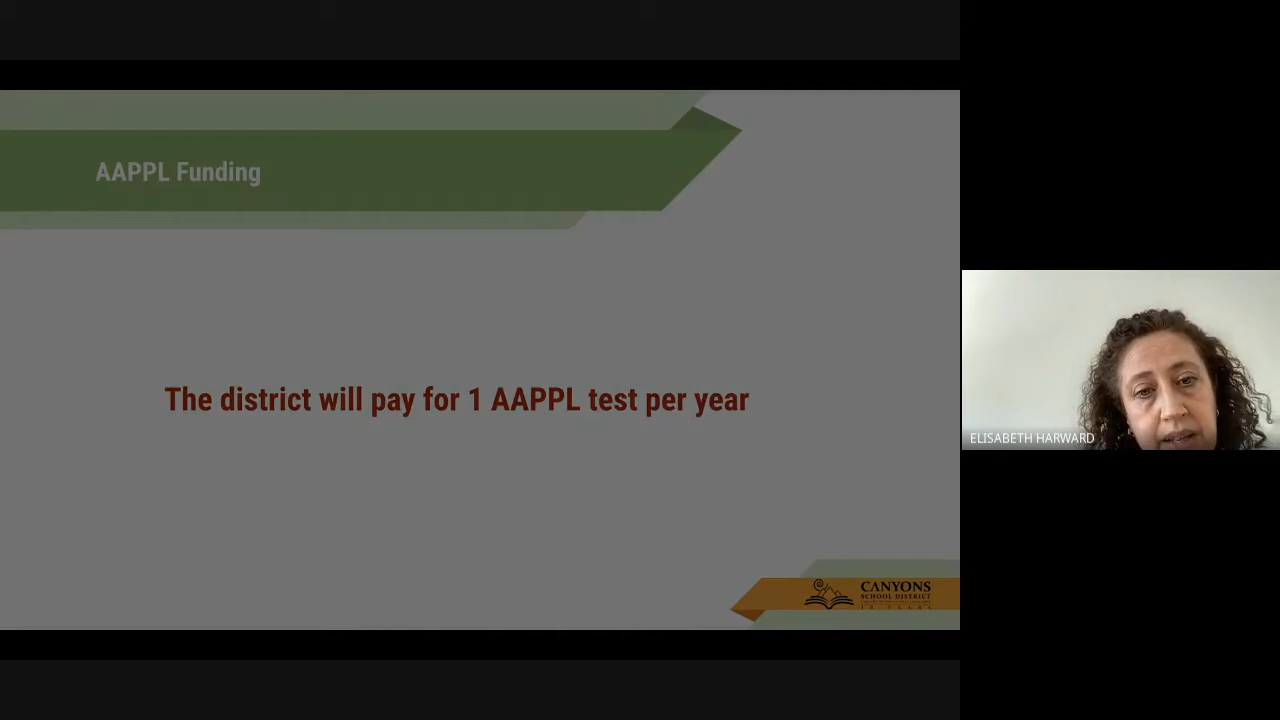 AAPPL Funding
The district will pay for 1 AAPPL test per year
ELISABETH HARWARD
CANYONS
SCHOOL DISTRICT